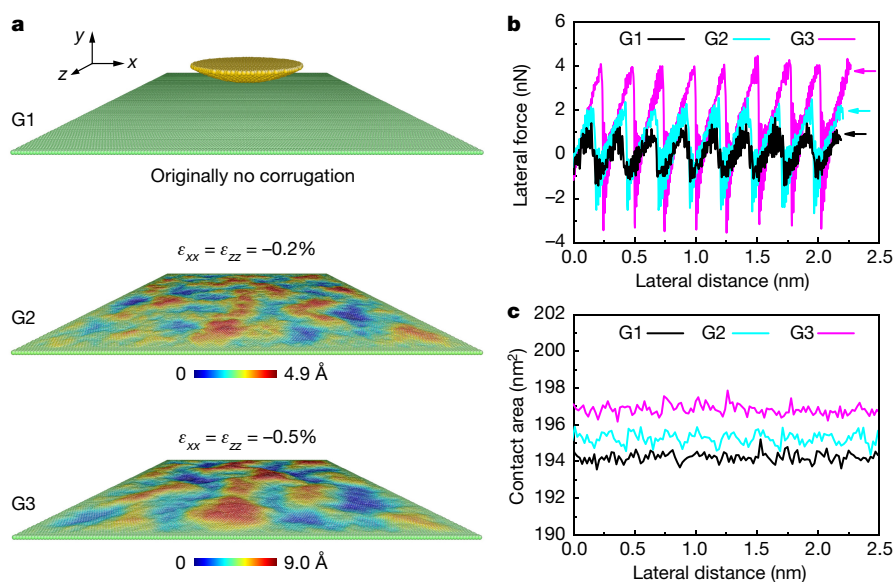 a
y
x
z
G1
Originally no corrugation
εxx = εzz = –0.2%
G2
0 4.9 Å
εxx = εzz = –0.5%
G3
0 9.0 Å
b
G1 G2 G3
6
4
2
0
–2
–4
Lateral force (nN)
0.0 0.5 1.0 1.5 2.0 2.5
Lateral distance (nm)
c
G1 G2 G3
202
200
198
196
194
192
190
Contact area (nm²)
0.0 0.5 1.0 1.5 2.0 2.5
Lateral distance (nm)